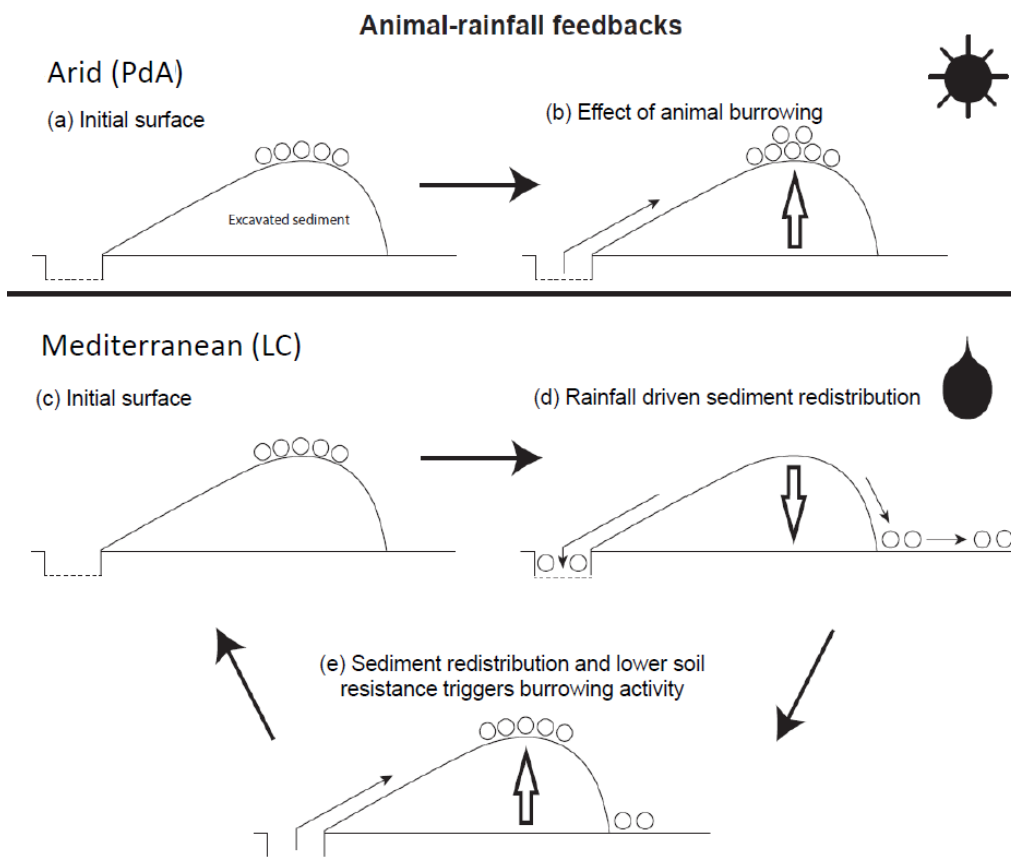 Animal-rainfall feedbacks
Arid (PdA)
(a) Initial surface
(b) Effect of animal burrowing
Excavated sediment
Mediterranean (LC)
(c) Initial surface
(d) Rainfall driven sediment redistribution
(e) Sediment redistribution and lower soil
resistance triggers burrowing activity